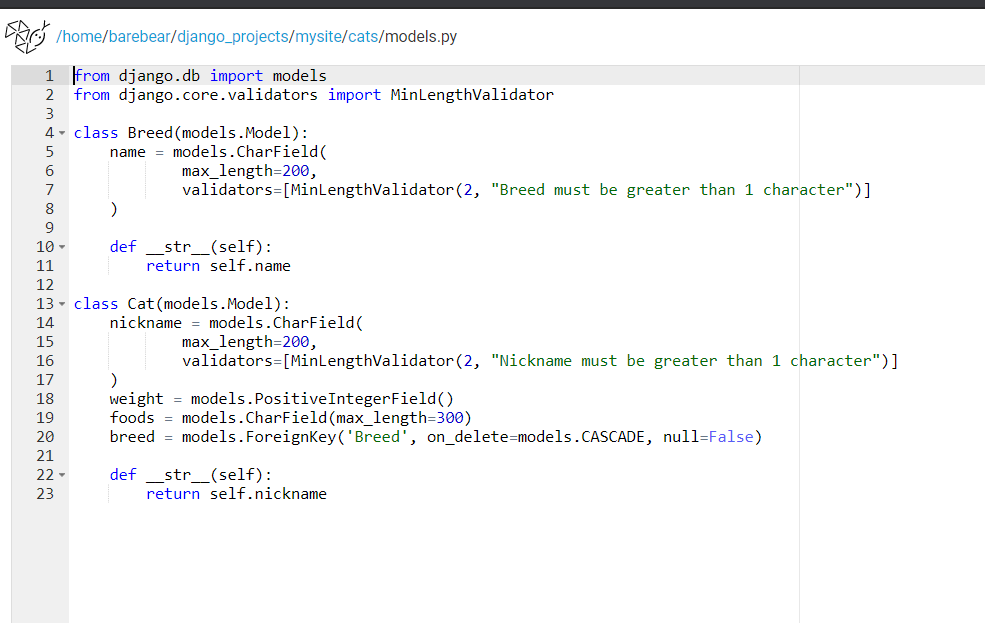 /home/barebear/django_projects/mysite/cats/models.py
1 from django.db import models
2 from django.core.validators import MinLengthValidator
3
4 class Breed(models.Model):
5     name = models.CharField(
6             max_length=200,
7             validators=[MinLengthValidator(2, "Breed must be greater than 1 character")]
8     )
9
10     def __str__(self):
11         return self.name
12
13 class Cat(models.Model):
14     nickname = models.CharField(
15             max_length=200,
16             validators=[MinLengthValidator(2, "Nickname must be greater than 1 character")]
17     )
18     weight = models.PositiveIntegerField()
19     foods = models.CharField(max_length=300)
20     breed = models.ForeignKey('Breed', on_delete=models.CASCADE, null=False)
21
22     def __str__(self):
23         return self.nickname